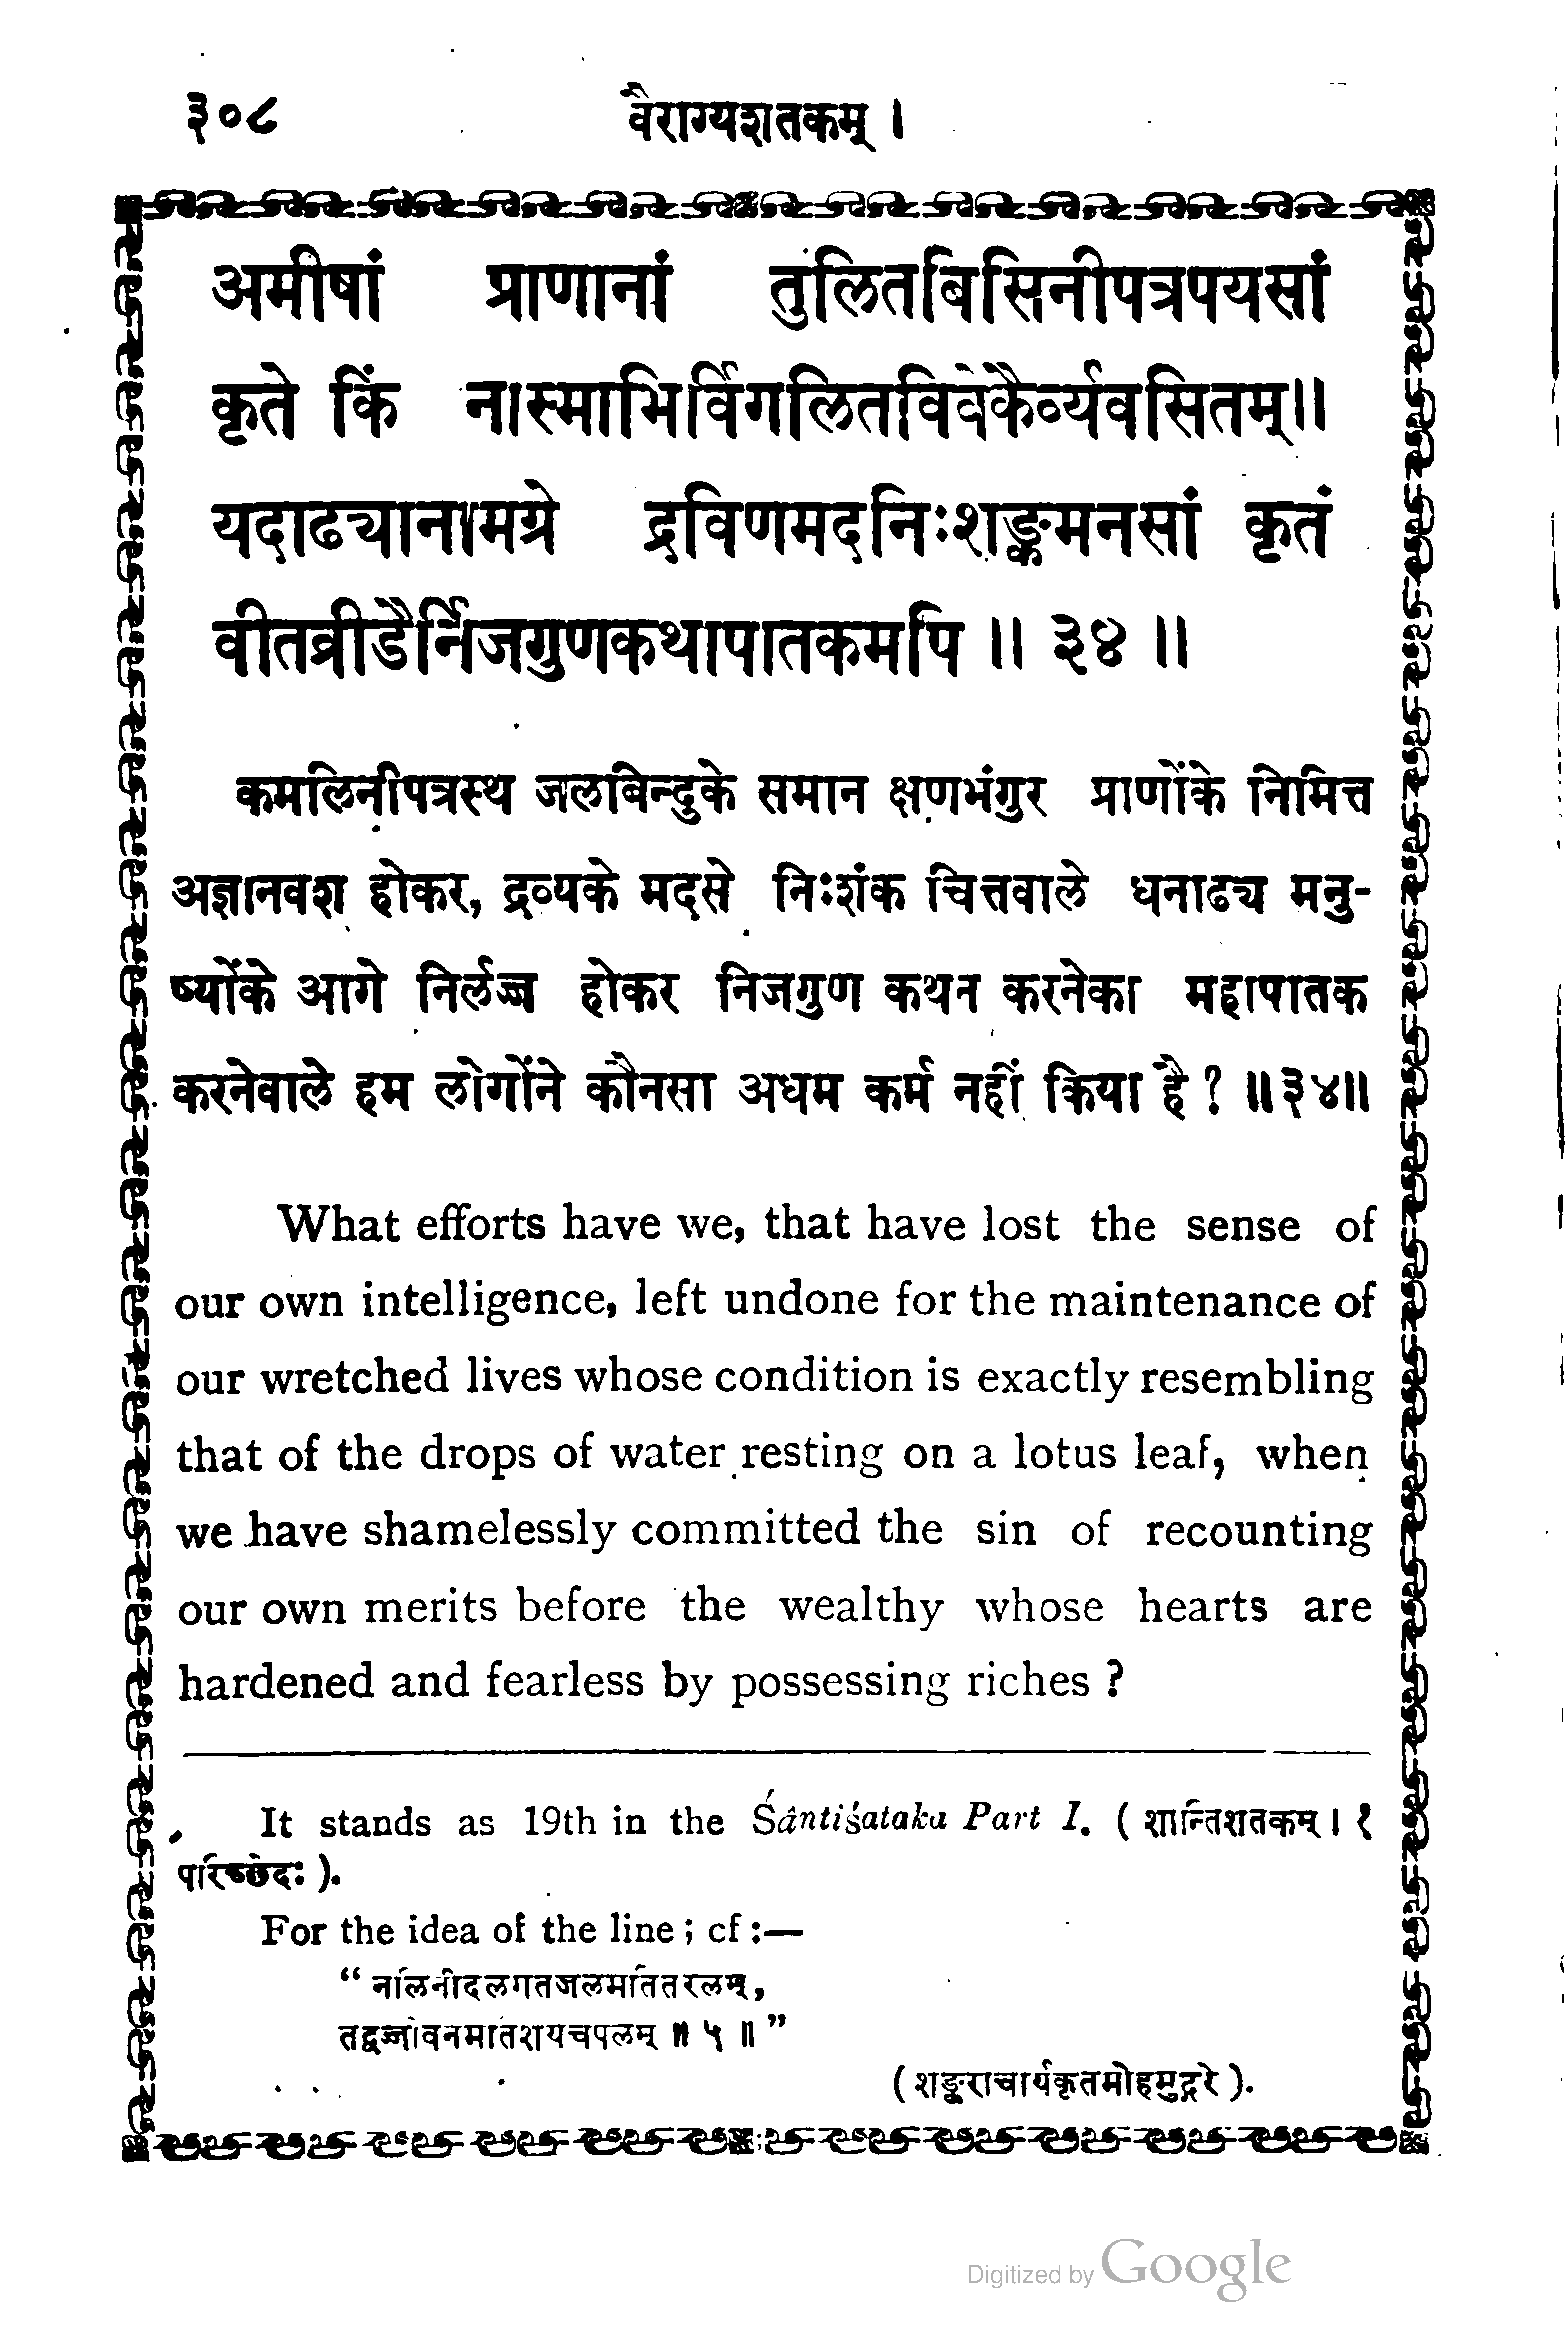 ३०८ वैराग्यशतकम् ।
अमीषां प्राणानां तुलितबिसिनीपत्रपयसां
कृते किं नास्माभिर्विगलितविवेकैर्व्यवसितम्॥
यदाढ्यानामग्रे द्रविणमदनिःशङ्कमनसां कृतं
वीतव्रीडैर्निजगुणकथापातकमपि ॥ ३४ ॥
कमलिनीपत्रस्थ जलबिन्दुके समान क्षणभंगुर प्राणोंके निमित्त
अज्ञानवश होकर, द्रव्यके मदसे निःशंक चित्तवाले धनाढ्य मनु-
ष्योंके आगे निर्लज्ज होकर निजगुण कथन करनेका महापातक
करनेवाले हम लोगोंने कौनसा अधम कर्म नहीं किया है ? ॥३४॥
What efforts have we, that have lost the sense of
our own intelligence, left undone for the maintenance of
our wretched lives whose condition is exactly resembling
that of the drops of water resting on a lotus leaf, when
we have shamelessly committed the sin of recounting
our own merits before the wealthy whose hearts are
hardened and fearless by possessing riches ?
It stands as 19th in the Śântiśataka Part I. ( शान्तिशतकम् । १
परिच्छेदः ).
For the idea of the line ; cf :—
“ नलिनीदलगतजलमतितरलम्,
तद्वज्जीवनमतिशयचपलम् ॥ ५ ॥ ”
( शङ्कराचार्यकृतमोहमुद्गरे ).
Digitized by Google